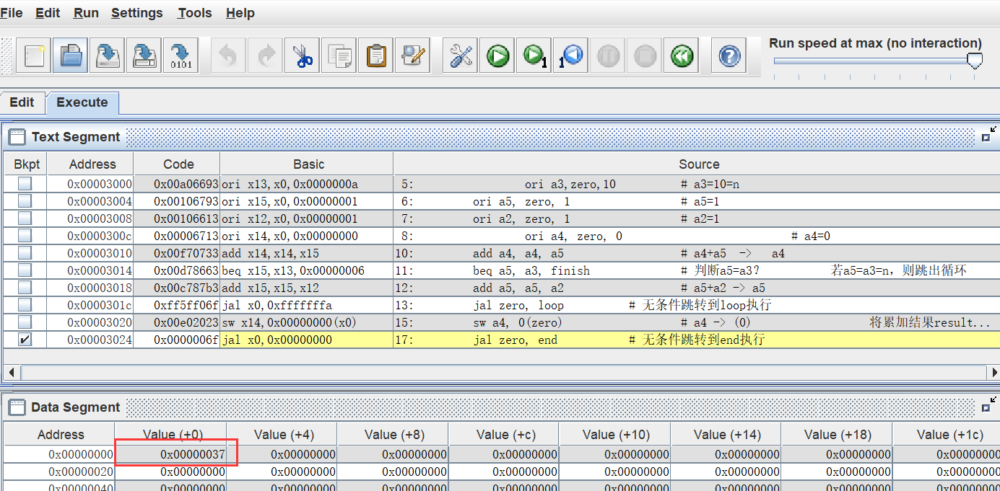 File Edit Run Settings Tools Help
0101
1
1
Run speed at max (no interaction)
Edit Execute
Text Segment
Bkpt Address Code Basic Source
0x00003000 0x00a06693 ori x13,x0,0x0000000a 5: ori a3,zero,10 # a3=10=n
0x00003004 0x00106793 ori x15,x0,0x00000001 6: ori a5, zero, 1 # a5=1
0x00003008 0x00106613 ori x12,x0,0x00000001 7: ori a2, zero, 1 # a2=1
0x0000300c 0x00006713 ori x14,x0,0x00000000 8: ori a4, zero, 0 # a4=0
0x00003010 0x00f70733 add x14,x14,x15 10: add a4, a4, a5 # a4+a5 -> a4
0x00003014 0x00d78663 beq x15,x13,0x00000006 11: beq a5, a3, finish # 判断a5=a3? 若a5=a3=n，则跳出循环
0x00003018 0x00c787b3 add x15,x15,x12 12: add a5, a5, a2 # a5+a2 -> a5
0x0000301c 0xff5ff06f jal x0,0xfffffffa 13: jal zero, loop # 无条件跳转到loop执行
0x00003020 0x00e02023 sw x14,0x00000000(x0) 15: sw a4, 0(zero) # a4 -> (0) 将累加结果result...
0x00003024 0x0000006f jal x0,0x00000000 17: jal zero, end # 无条件跳转到end执行
Data Segment
Address Value (+0) Value (+4) Value (+8) Value (+c) Value (+10) Value (+14) Value (+18) Value (+1c)
0x00000000 0x00000037 0x00000000 0x00000000 0x00000000 0x00000000 0x00000000 0x00000000 0x00000000
0x00000020 0x00000000 0x00000000 0x00000000 0x00000000 0x00000000 0x00000000 0x00000000 0x00000000
0x00000040 0x00000000 0x00000000 0x00000000 0x00000000 0x00000000 0x00000000 0x00000000 0x00000000